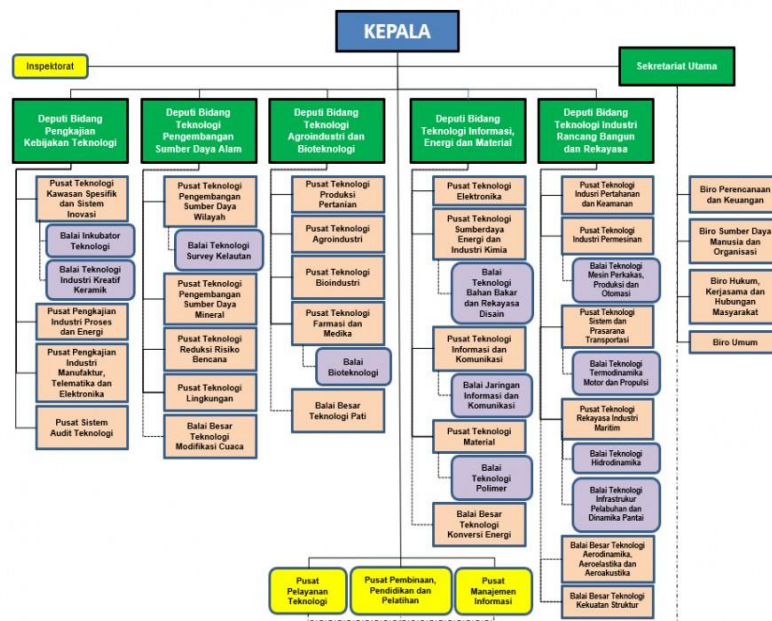 KEPALA
Inspektorat
Sekretariat Utama
Deputi Bidang
Pengkajian
Kebijakan Teknologi
Pusat Teknologi
Kawasan Spesifik
dan Sistem
Inovasi
Balai Inkubator
Teknologi
Balai Teknologi
Industri Kreatif
Keramik
Pusat Pengkajian
Industri Proses dan
Energi
Pusat Pengkajian
Industri
Manufaktur,
Telematika dan
Elektronika
Pusat Sistem
Audit Teknologi
Deputi Bidang
Teknologi
Pengembangan
Sumber Daya Alam
Pusat Teknologi
Pengembangan
Sumber Daya
Wilayah
Balai Teknologi
Survey Kelautan
Pusat Teknologi
Pengembangan
Sumber Daya
Mineral
Pusat Teknologi
Reduksi Risiko
Bencana
Pusat Teknologi
Lingkungan
Balai Besar
Teknologi
Modifikasi Cuaca
Deputi Bidang
Teknologi
Agroindustri dan
Bioteknologi
Pusat Teknologi
Produksi
Pertanian
Pusat Teknologi
Agroindustri
Pusat Teknologi
Bioindustri
Pusat Teknologi
Farmasi dan
Medika
Balai
Bioteknologi
Balai Besar
Teknologi Pati
Deputi Bidang
Teknologi Informasi,
Energi dan Material
Pusat Teknologi
Elektronika
Pusat Teknologi
Sumberdaya
Energi dan
Industri Kimia
Balai
Teknologi
Bahan Bakar
dan Rekayasa
Disain
Pusat Teknologi
Informasi dan
Komunikasi
Balai Jaringan
Informasi dan
Komunikasi
Pusat Teknologi
Material
Balai
Teknologi
Polimer
Balai Besar
Teknologi
Konversi Energi
Deputi Bidang
Teknologi Industri
Rancang Bangun
dan Rekayasa
Pusat Teknologi
Indusri Pertahanan
dan Keamanan
Pusat Teknologi
Industri Permesinan
Balai Teknologi
Mesin Perkakas,
Produksi dan
Otomasi
Pusat Teknologi
Sistem dan
Prasarana
Transportasi
Balai Teknologi
Termodinamika
Motor dan Propulsi
Pusat Teknologi
Rekayasa Industri
Maritim
Balai Teknologi
Hidrodinamika
Balai Teknologi
Infrastrukur
Pelabuhan dan
Dinamika Pantai
Balai Besar Teknologi
Aerodinamika,
Aeroelastika dan
Aeroakustika
Balai Besar Teknologi
Kekuatan Struktur
Biro Perencanaan
dan Keuangan
Biro Sumber Daya
Manusia dan
Organisasi
Biro Hukum,
Kerjasama dan
Hubungan
Masyarakat
Biro Umum
Pusat
Pelayanan
Teknologi
Pusat Pembinaan,
Pendidikan dan
Pelatihan
Pusat
Manajemen
Informasi